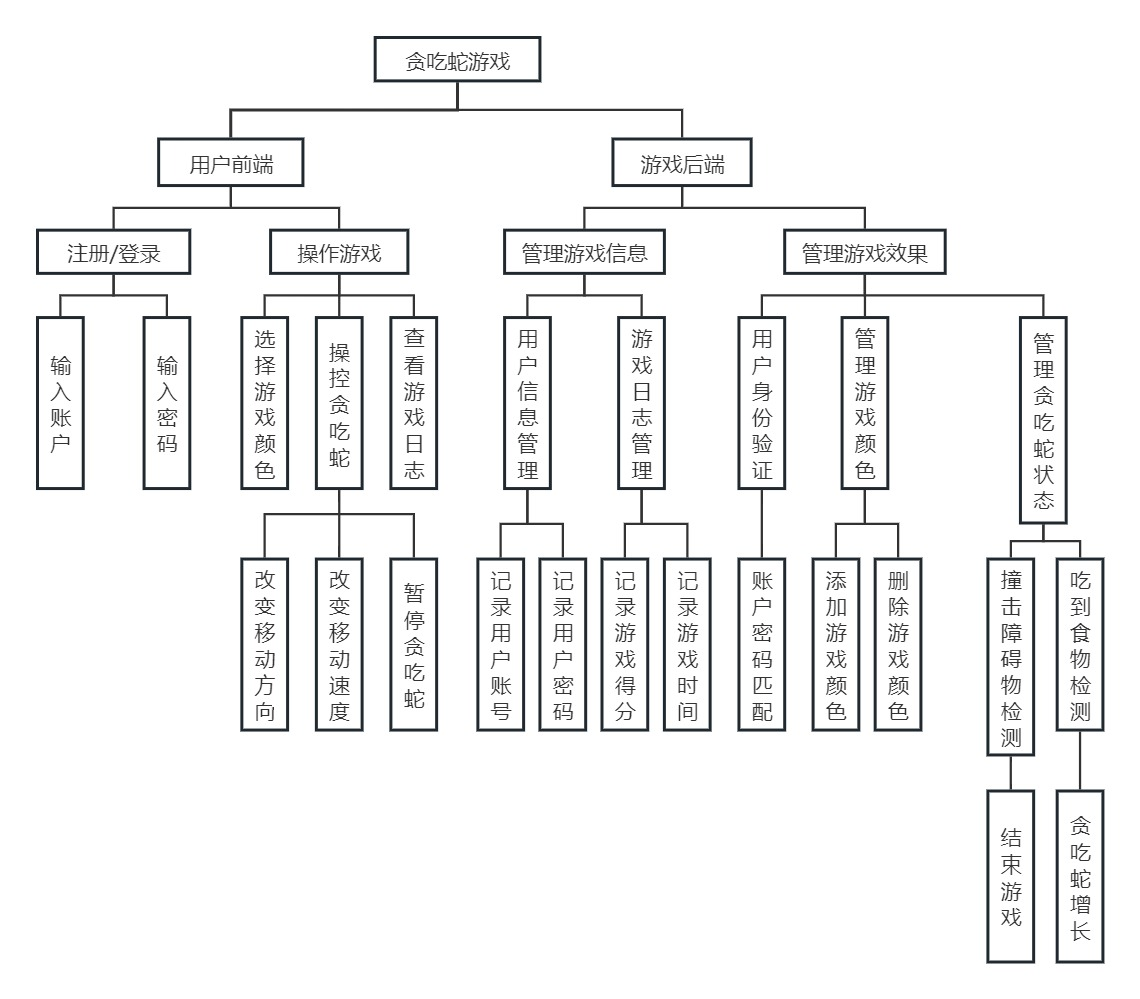 贪吃蛇游戏
用户前端
游戏后端
注册/登录
操作游戏
管理游戏信息
管理游戏效果
输入账户
输入密码
选择游戏颜色
操控贪吃蛇
查看游戏日志
用户信息管理
游戏日志管理
用户身份验证
管理游戏颜色
管理贪吃蛇状态
改变移动方向
改变移动速度
暂停贪吃蛇
记录用户账号
记录用户密码
记录游戏得分
记录游戏时间
账户密码匹配
添加游戏颜色
删除游戏颜色
撞击障碍物检测
吃到食物检测
结束游戏
贪吃蛇增长